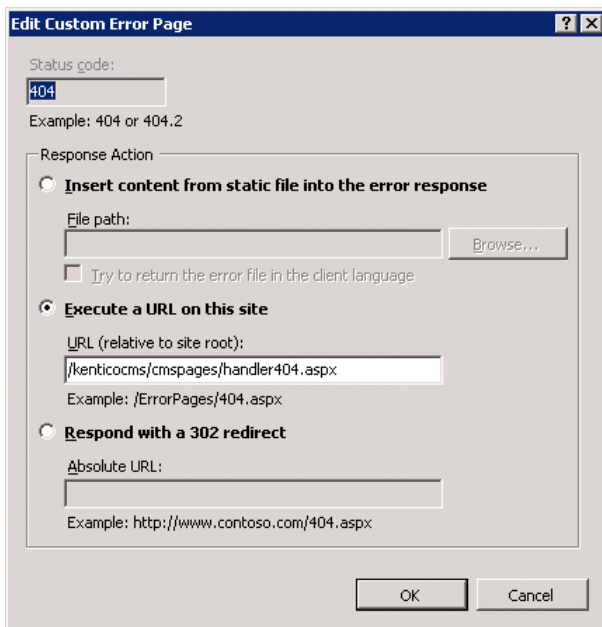 Edit Custom Error Page
Status code:
404
Example: 404 or 404.2
Response Action
Insert content from static file into the error response
File path:
Browse...
Try to return the error file in the client language
Execute a URL on this site
URL (relative to site root):
/kenticocms/cmspages/handler404.aspx
Example: /ErrorPages/404.aspx
Respond with a 302 redirect
Absolute URL:
Example: http://www.contoso.com/404.aspx
OK Cancel